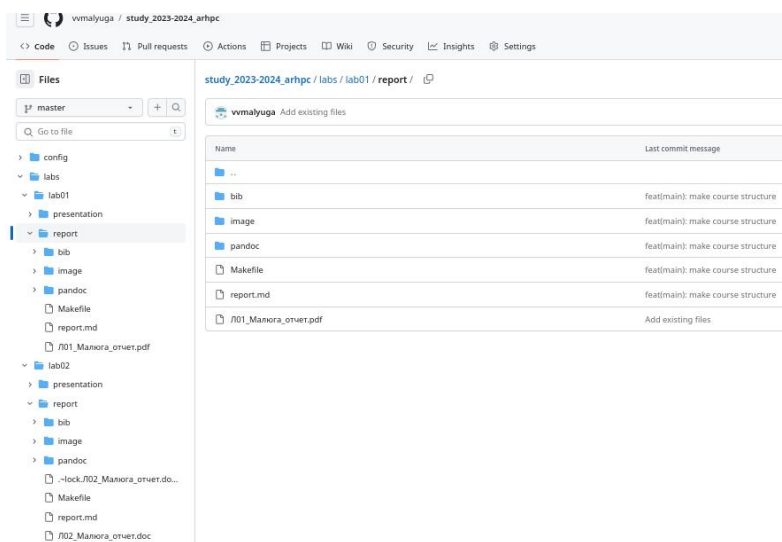 vvmalyuga / study_2023-2024_arhpc
Code Issues Pull requests Actions Projects Wiki Security Insights Settings
Files
master
Go to file t
config
labs
lab01
presentation
report
bib
image
pandoc
Makefile
report.md
Л01_Малюга_отчет.pdf
lab02
presentation
report
bib
image
pandoc
.~lock.Л02_Малюга_отчет.do...
Makefile
report.md
Л02_Малюга_отчет.doc
study_2023-2024_arhpc / labs / lab01 / report /
vvmalyuga Add existing files
Name Last commit message
..
bib feat(main): make course structure
image feat(main): make course structure
pandoc feat(main): make course structure
Makefile feat(main): make course structure
report.md feat(main): make course structure
Л01_Малюга_отчет.pdf Add existing files